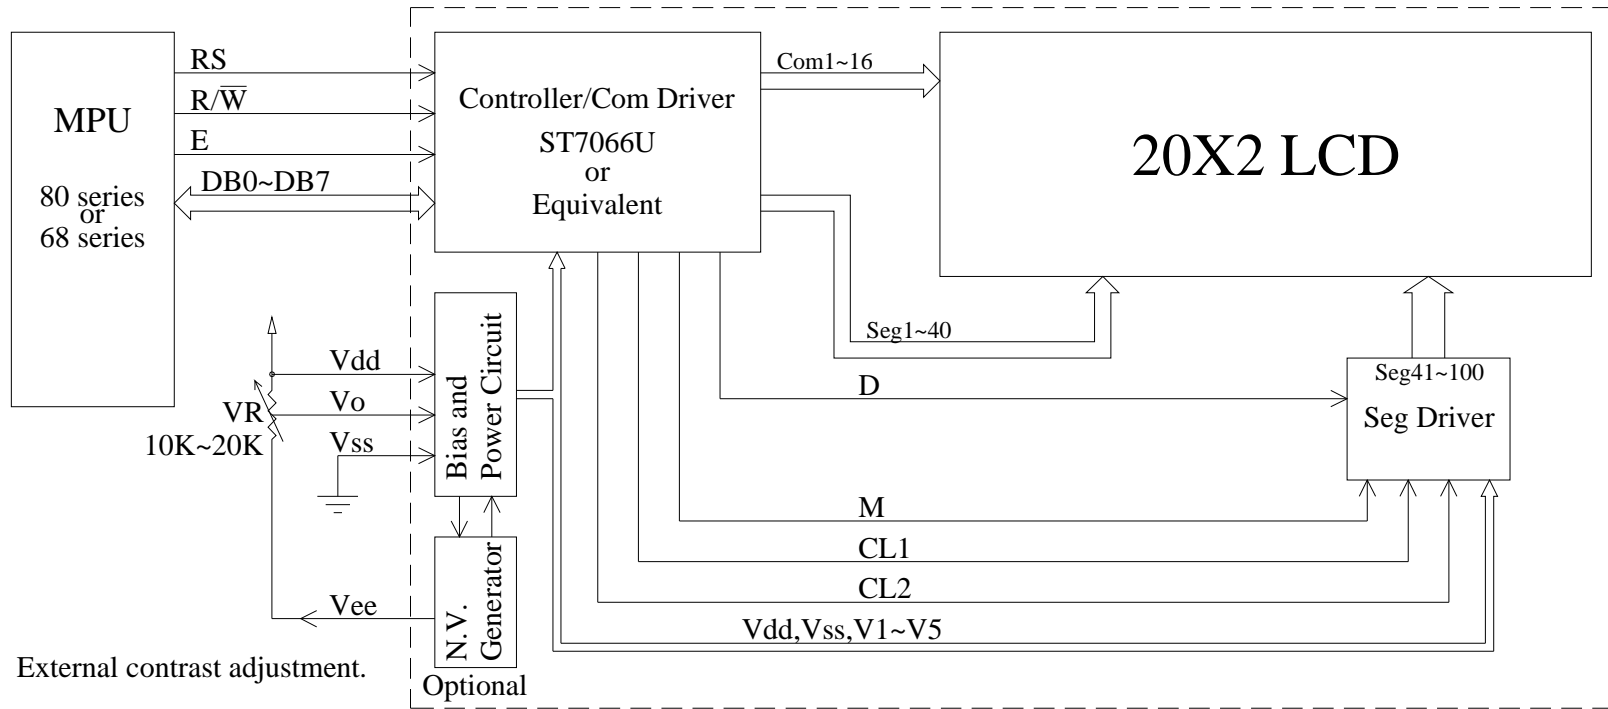 RS
R/W̅
E
DB0~DB7
MPU
80 series
or
68 series
Controller/Com Driver
ST7066U
or
Equivalent
Com1~16
20X2 LCD
Seg1~40
Seg41~100
Seg Driver
D
M
CL1
CL2
Vdd,Vss,V1~V5
Vdd
Vo
Vss
VR
10K~20K
Bias and
Power Circuit
N.V.
Generator
Vee
Optional
External contrast adjustment.